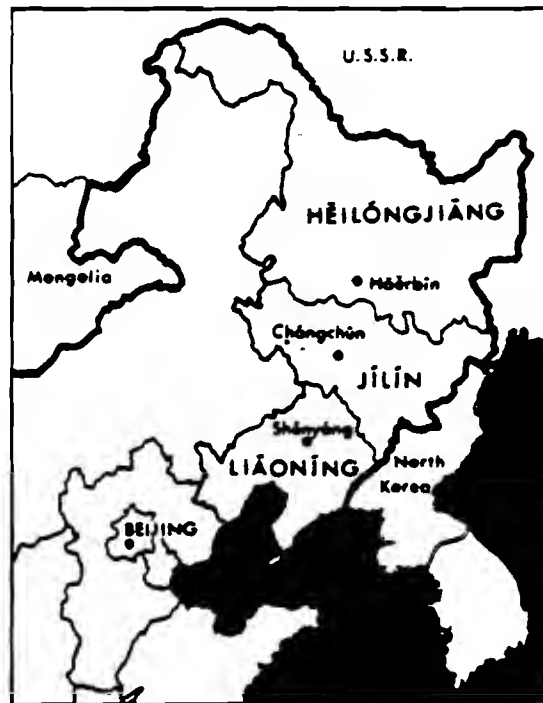 U.S.S.R.
HĒILÓNGJIĀNG
Mongolia
Hāěrbīn
Chángchūn
JÍLÍN
Shěnyáng
LIÁONÍNG
North
Korea
BEIJING